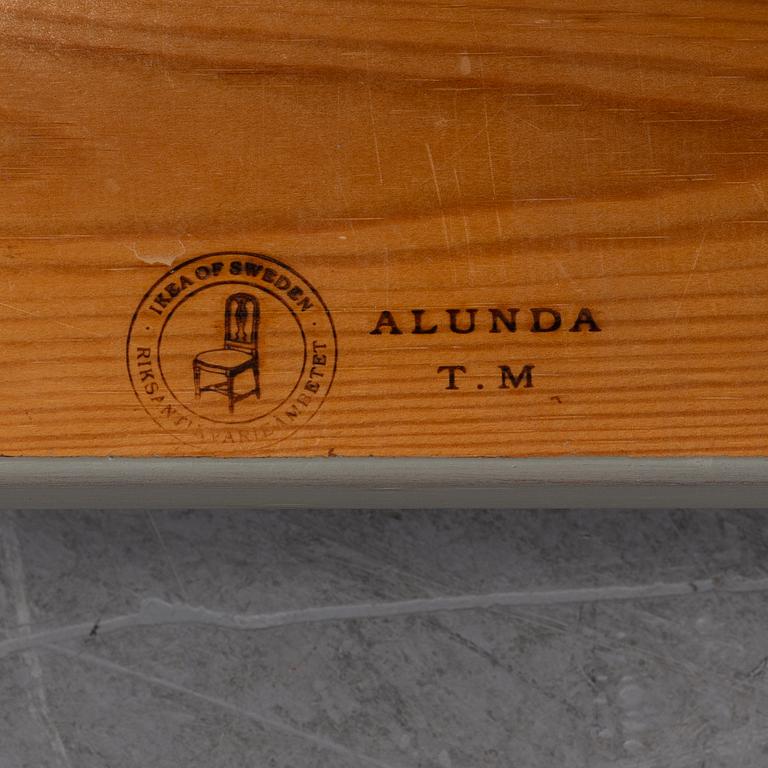 IKEA OF SWEDEN
RIKSANTIKVARIEÄMBETET
ALUNDA
T.M